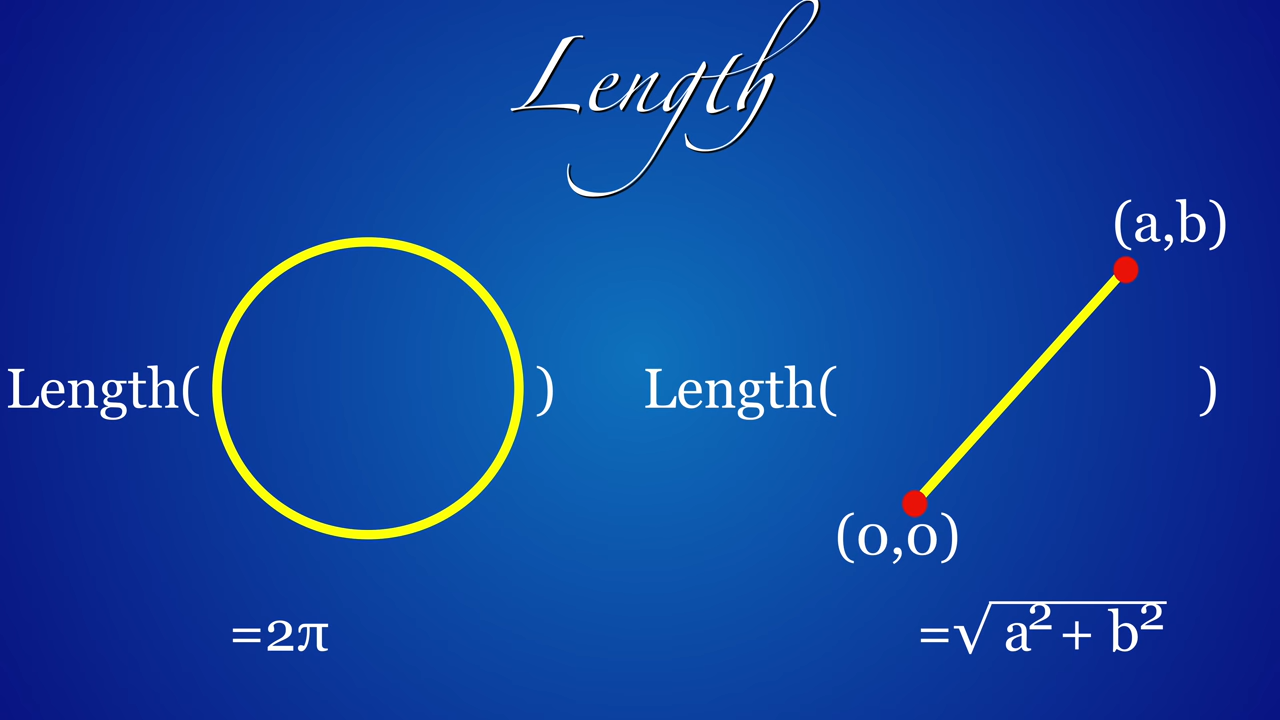 Length
Length( )
=2π
Length( )
(a,b)
(0,0)
=√a²+ b²